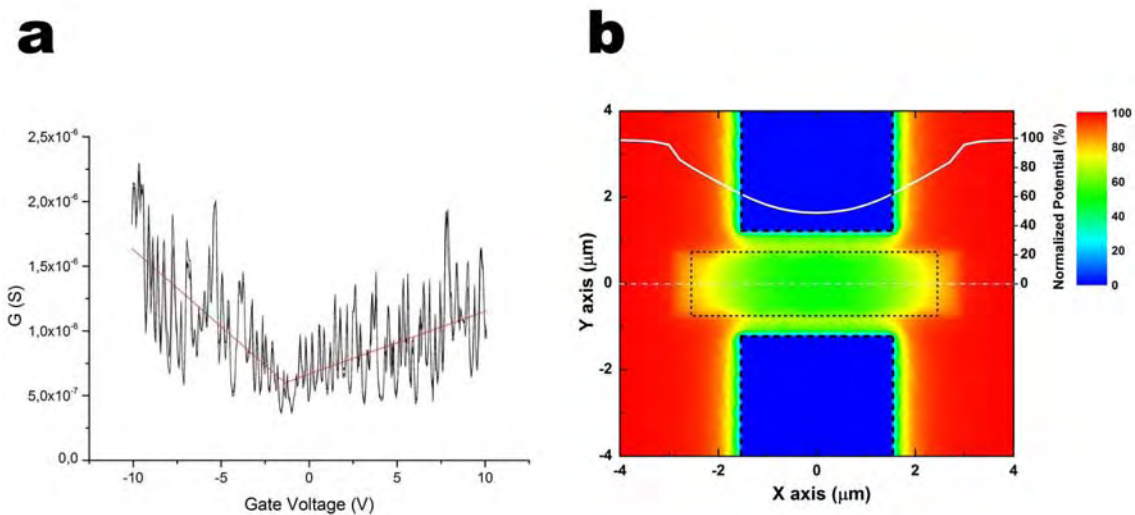 a
b
2,5x10⁻⁶
2,0x10⁻⁶
1,5x10⁻⁶
1,0x10⁻⁶
5,0x10⁻⁷
0,0
G (S)
-10
-5
0
5
10
Gate Voltage (V)
4
2
0
-2
-4
Y axis (μm)
-4
-2
0
2
4
X axis (μm)
100
80
60
40
20
0
Normalized Potential (%)
100
80
60
40
20
0